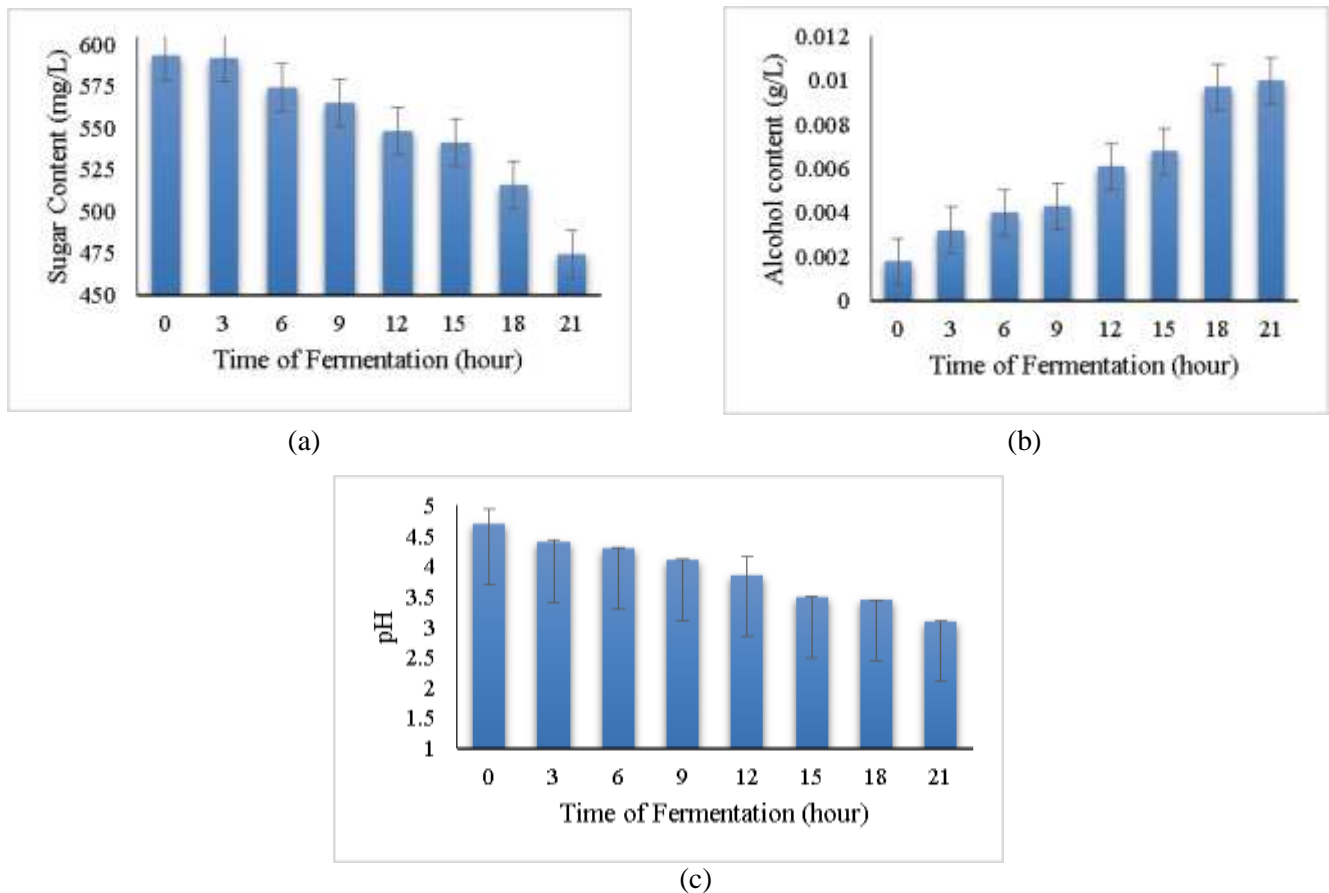 Sugar Content (mg/L)
600
575
550
525
500
475
450
0 3 6 9 12 15 18 21
Time of Fermentation (hour)
(a)
Alcohol content (g/L)
0.012
0.01
0.008
0.006
0.004
0.002
0
0 3 6 9 12 15 18 21
Time of Fermentation (hour)
(b)
pH
5
4.5
4
3.5
3
2.5
2
1.5
1
0 3 6 9 12 15 18 21
Time of Fermentation (hour)
(c)